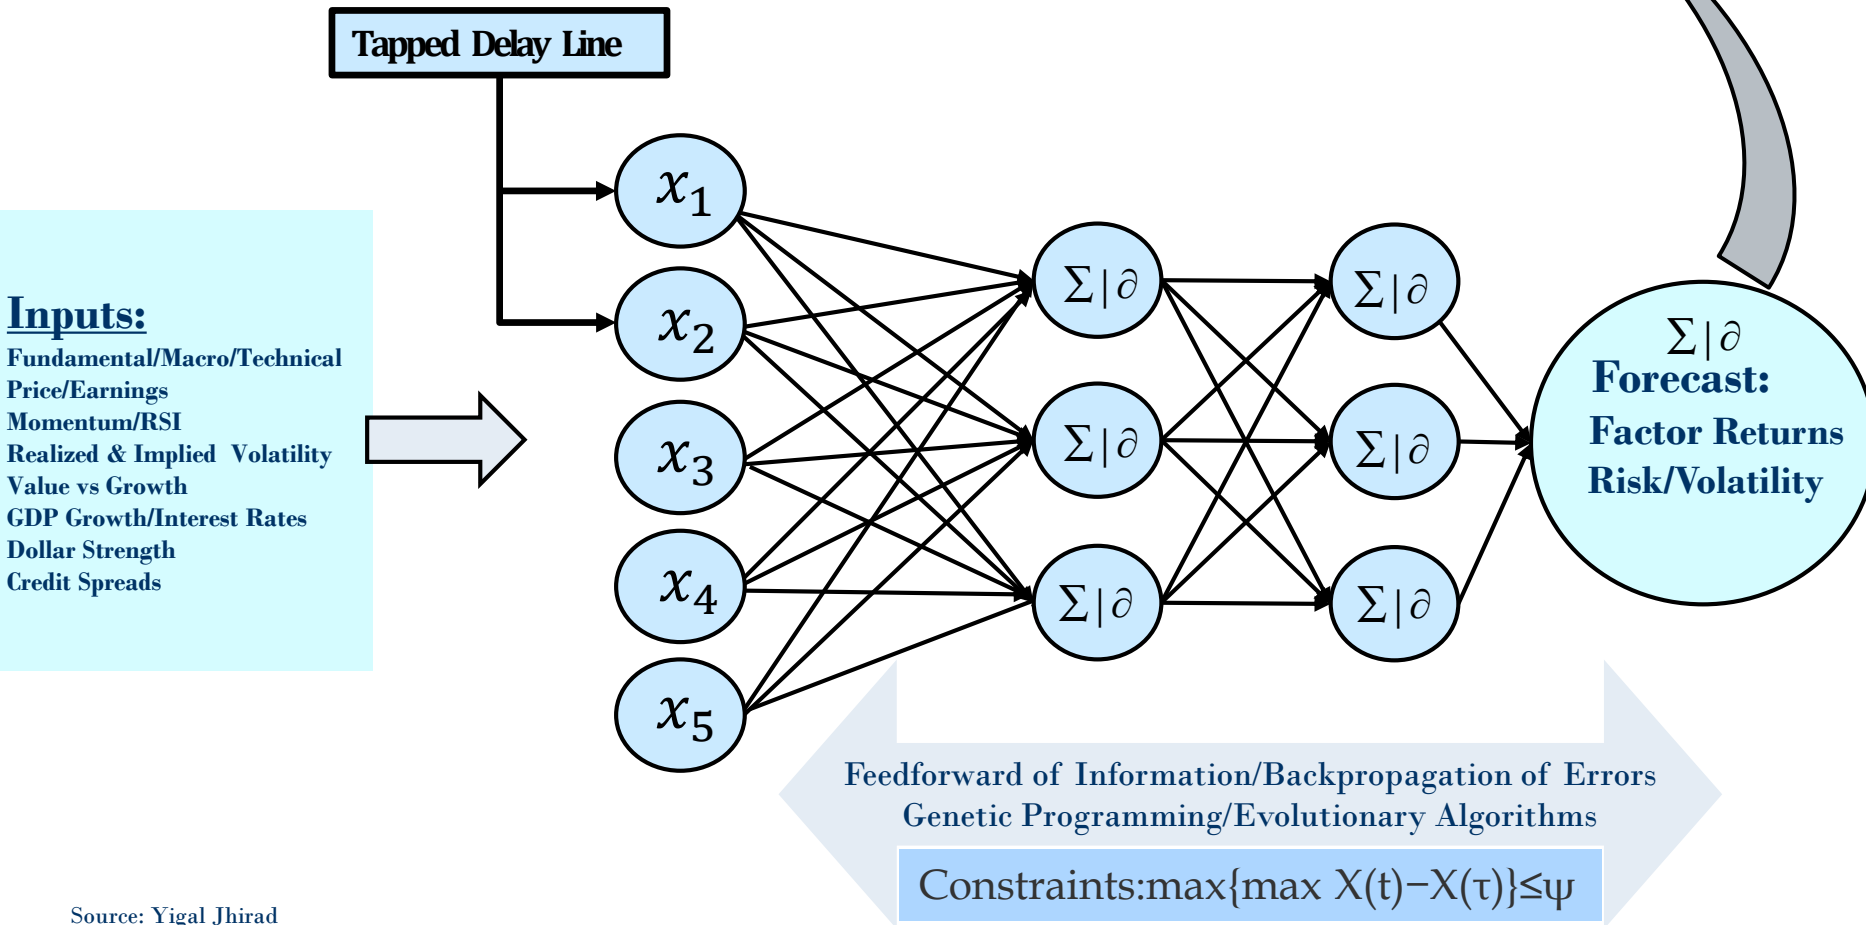 Tapped Delay Line
Inputs:
Fundamental/Macro/Technical
Price/Earnings
Momentum/RSI
Realized & Implied Volatility
Value vs Growth
GDP Growth/Interest Rates
Dollar Strength
Credit Spreads
x₁
x₂
x₃
x₄
x₅
Σ|∂
Σ|∂
Σ|∂
Σ|∂
Σ|∂
Σ|∂
Σ|∂
Forecast:
Factor Returns
Risk/Volatility
Feedforward of Information/Backpropagation of Errors
Genetic Programming/Evolutionary Algorithms
Constraints:max{max X(t)−X(τ)}≤ψ
Source: Yigal Jhirad